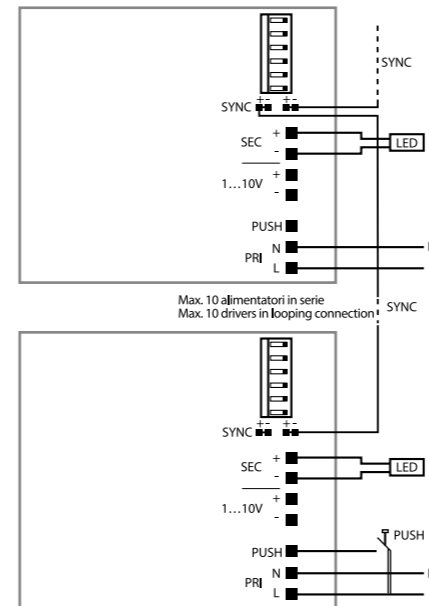 SYNC
+- +-
SYNC
+
SEC
-
LED
+
1...10V
-
PUSH
N
PRI
L
Max. 10 alimentatori in serie
Max. 10 drivers in looping connection
SYNC
+- +-
SYNC
+
SEC
-
LED
+
1...10V
-
PUSH
PUSH
N
PRI
L